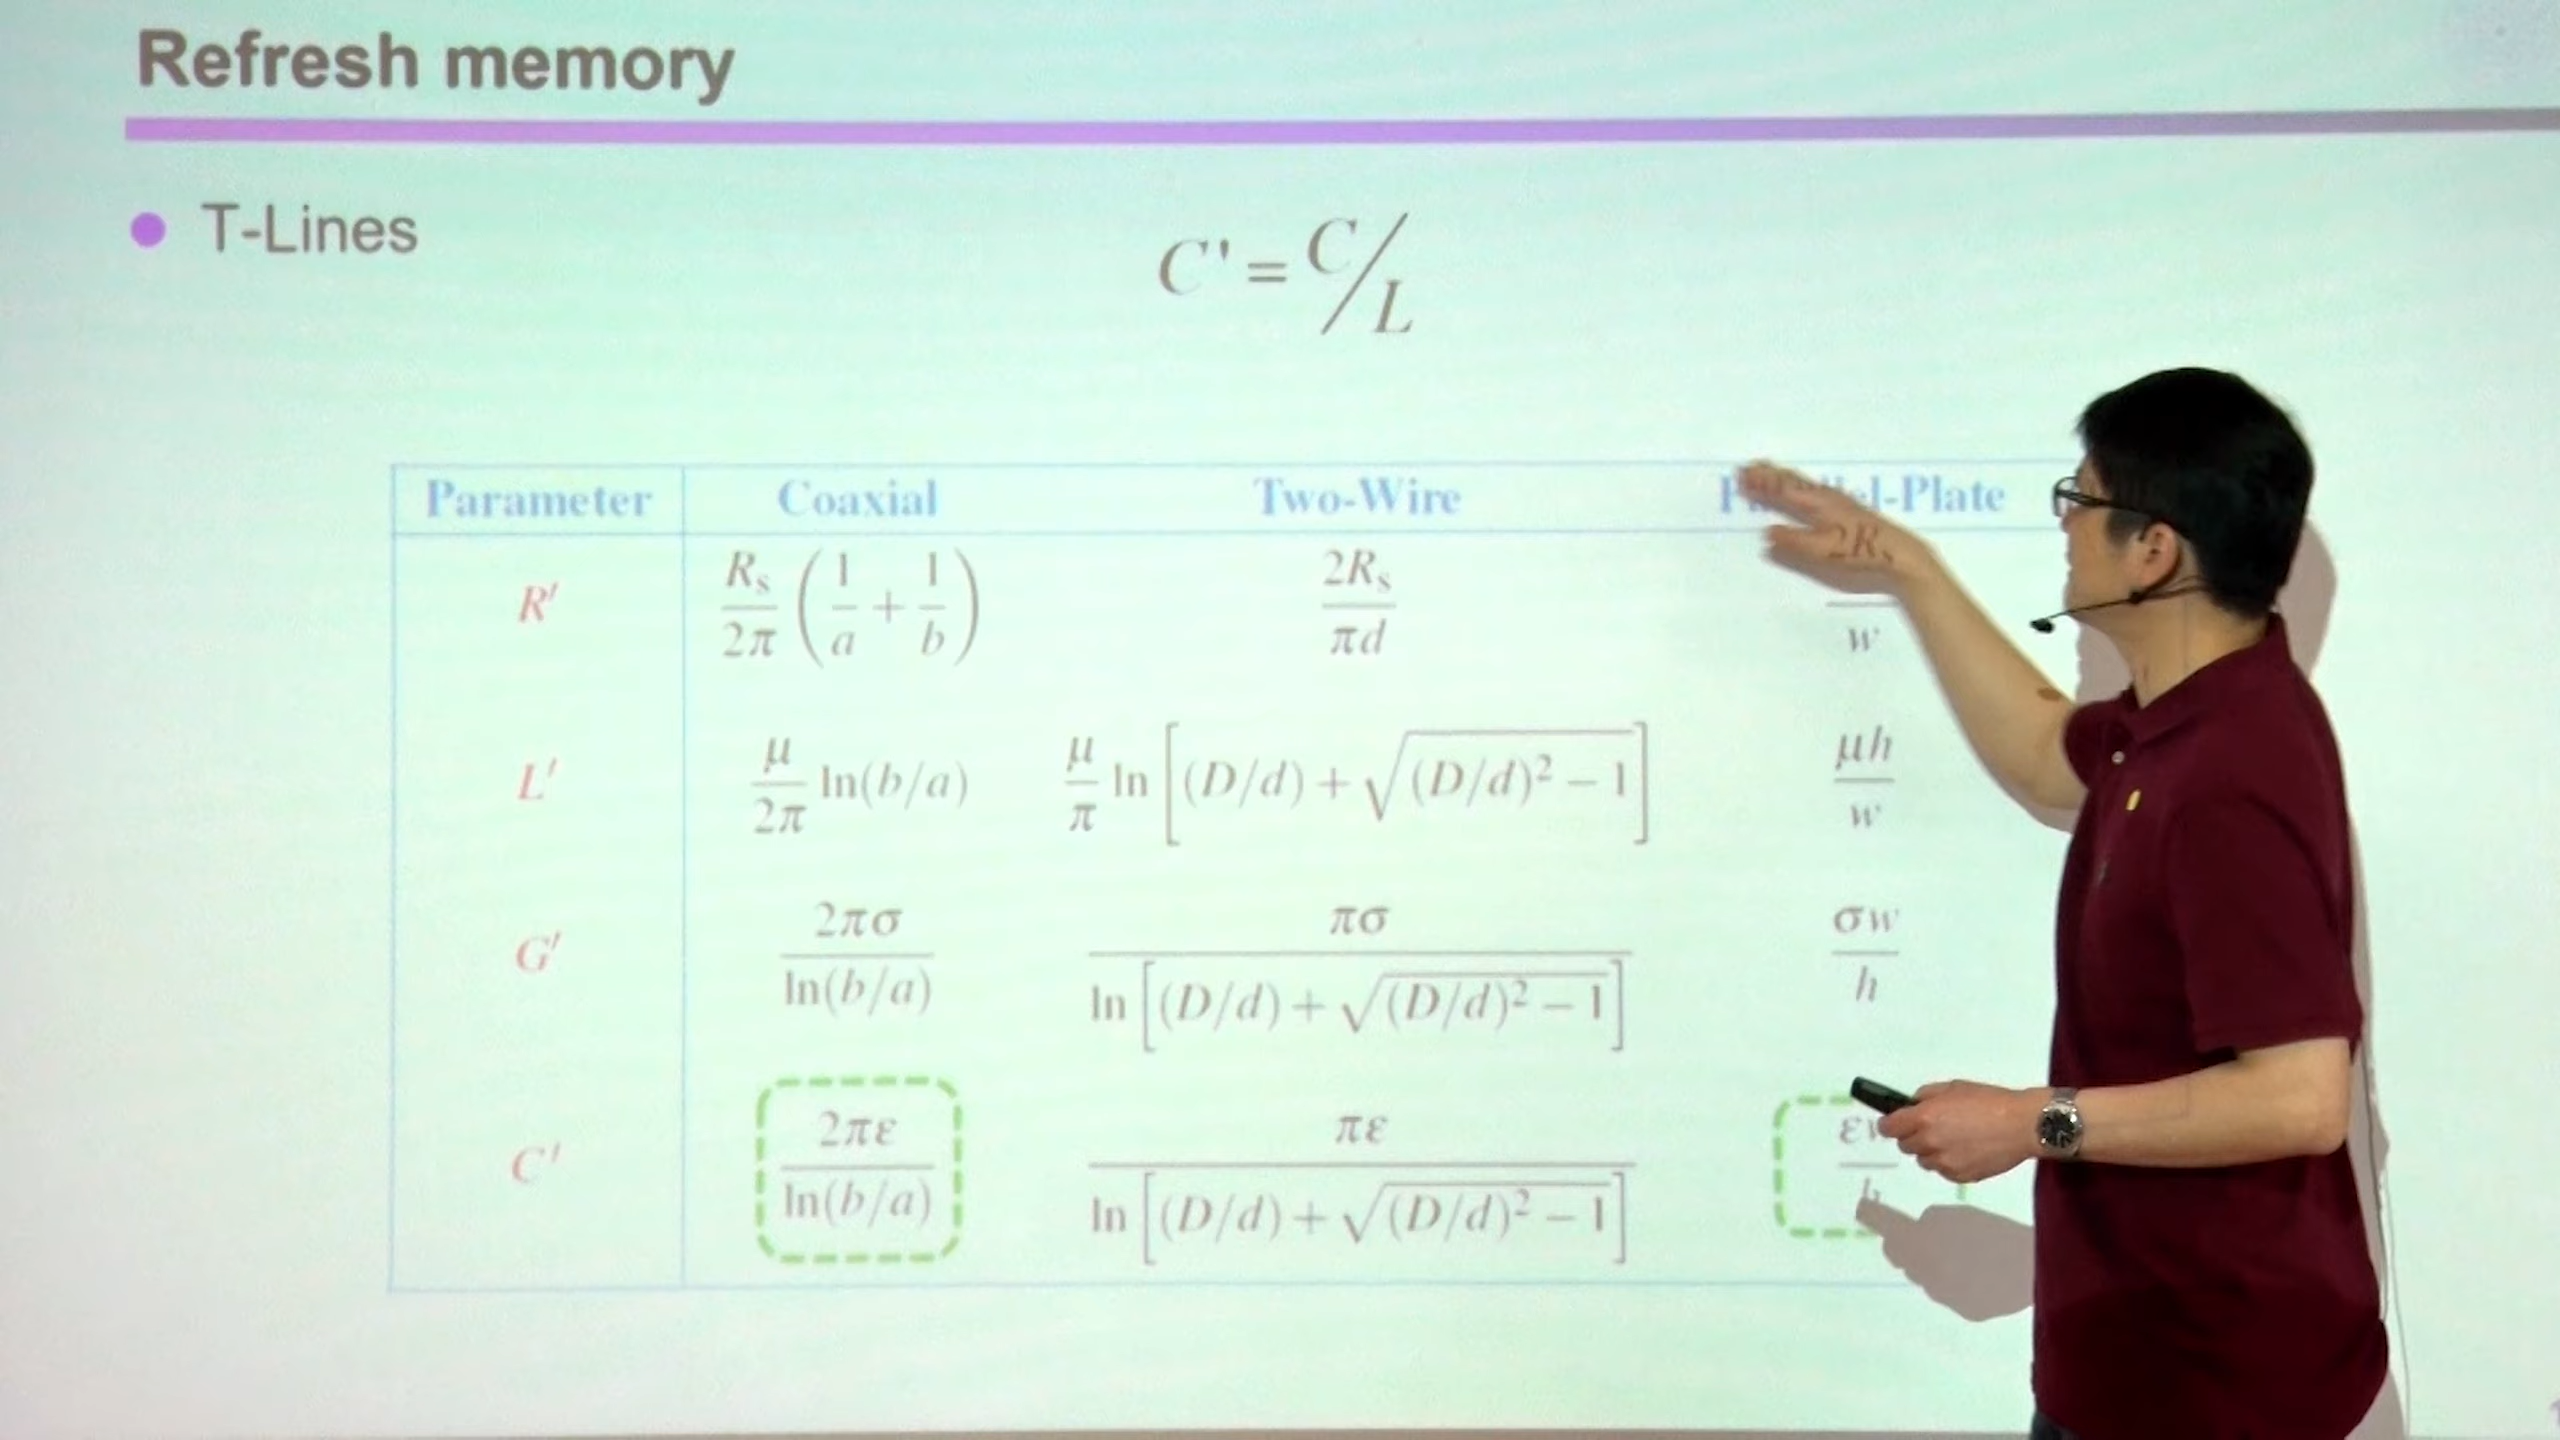 Refresh memory
T-Lines
C' = C/L
Parameter Coaxial Two-Wire -Plate
R' Rₛ/2π (1/a + 1/b) 2Rₛ/πd 2Rₛ/w
L' μ/2π ln(b/a) μ/π ln [(D/d) + √((D/d)² − 1)] μh/w
G' 2πσ/ln(b/a) πσ/ln [(D/d) + √((D/d)² − 1)] σw/h
C' 2πε/ln(b/a) πε/ln [(D/d) + √((D/d)² − 1)] ε